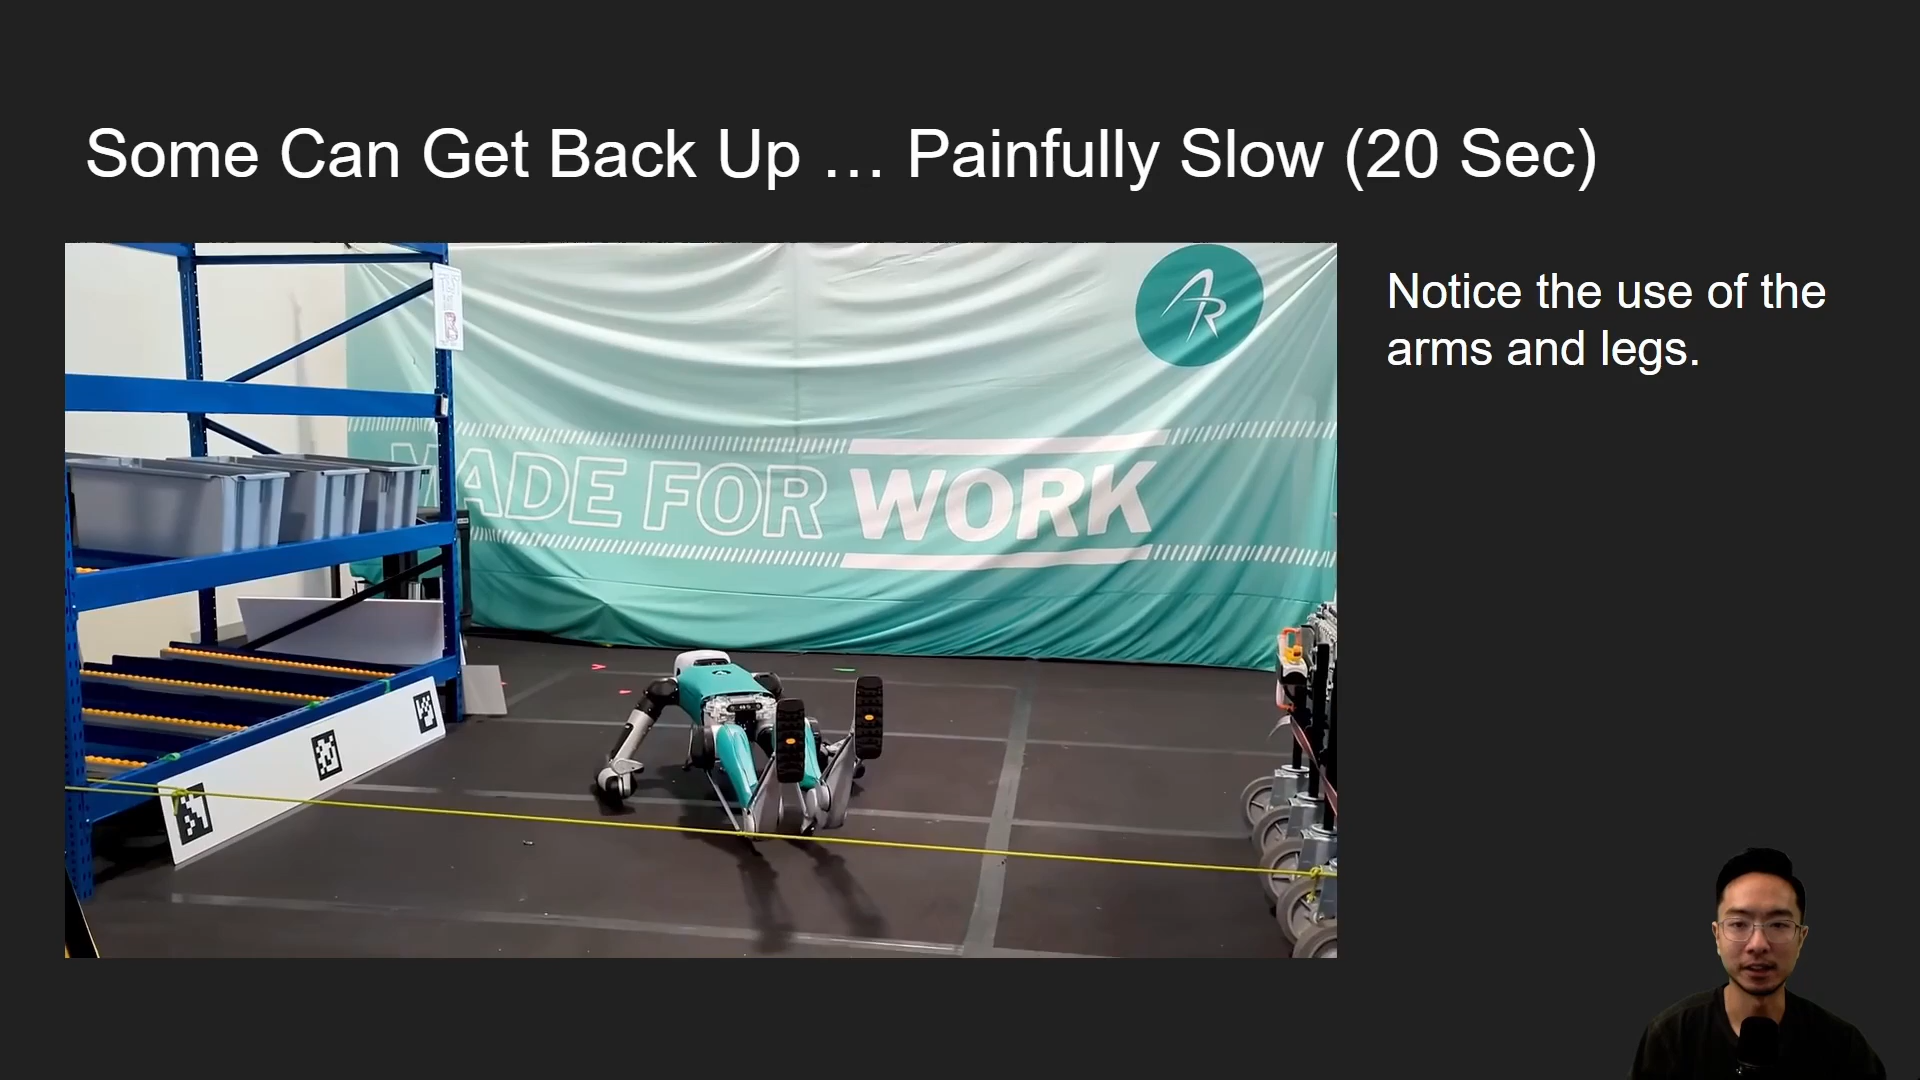 Some Can Get Back Up … Painfully Slow (20 Sec)
Notice the use of the
arms and legs.
AR
MADE FOR WORK